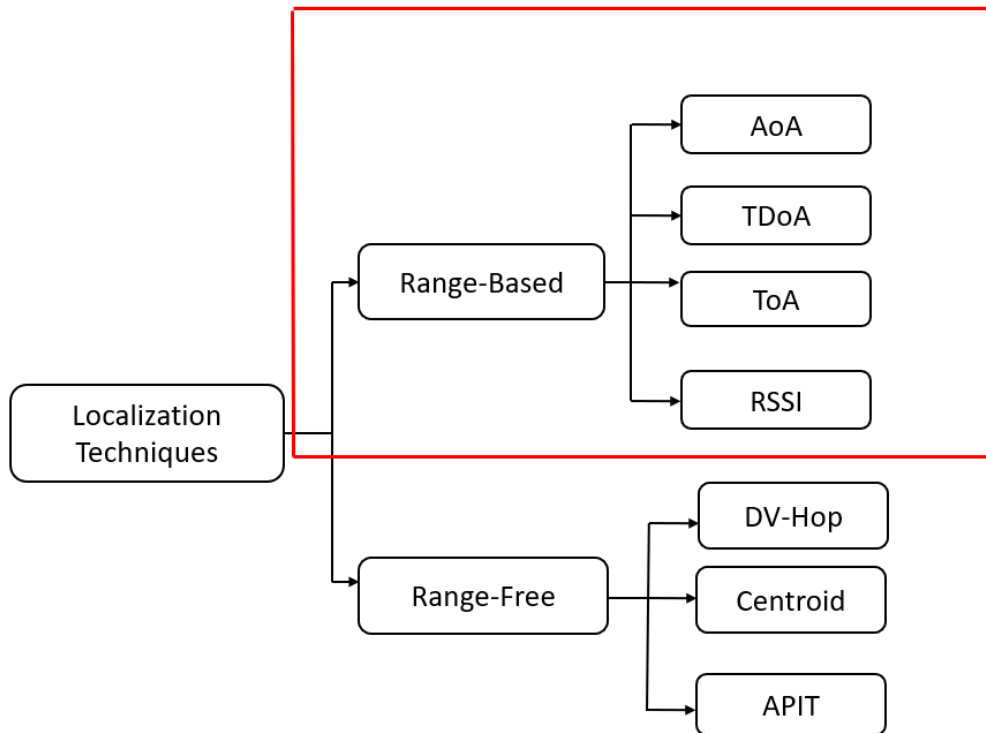 Localization
Techniques
Range-Based
AoA
TDoA
ToA
RSSI
Range-Free
DV-Hop
Centroid
APIT